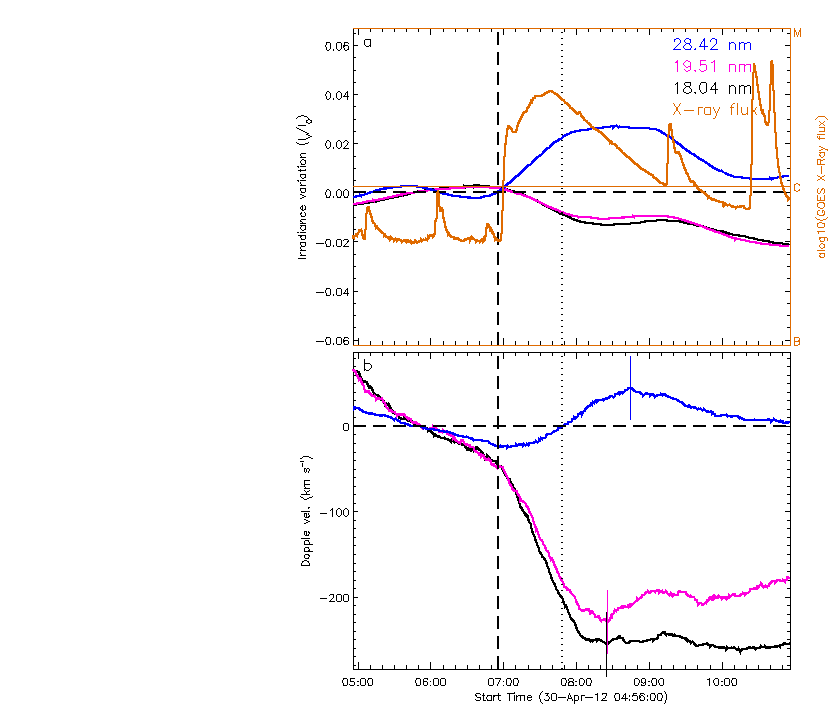 a
28.42 nm
19.51 nm
18.04 nm
X-ray flux
M
C
B
0.06
0.04
0.02
0.00
-0.02
-0.04
-0.06
Irradiance variation (I_v/I_0)
alog10(GOES X-Ray flux)
b
0
-100
-200
Dopple vel. (km s⁻¹)
05:00 06:00 07:00 08:00 09:00 10:00
Start Time (30-Apr-12 04:56:00)